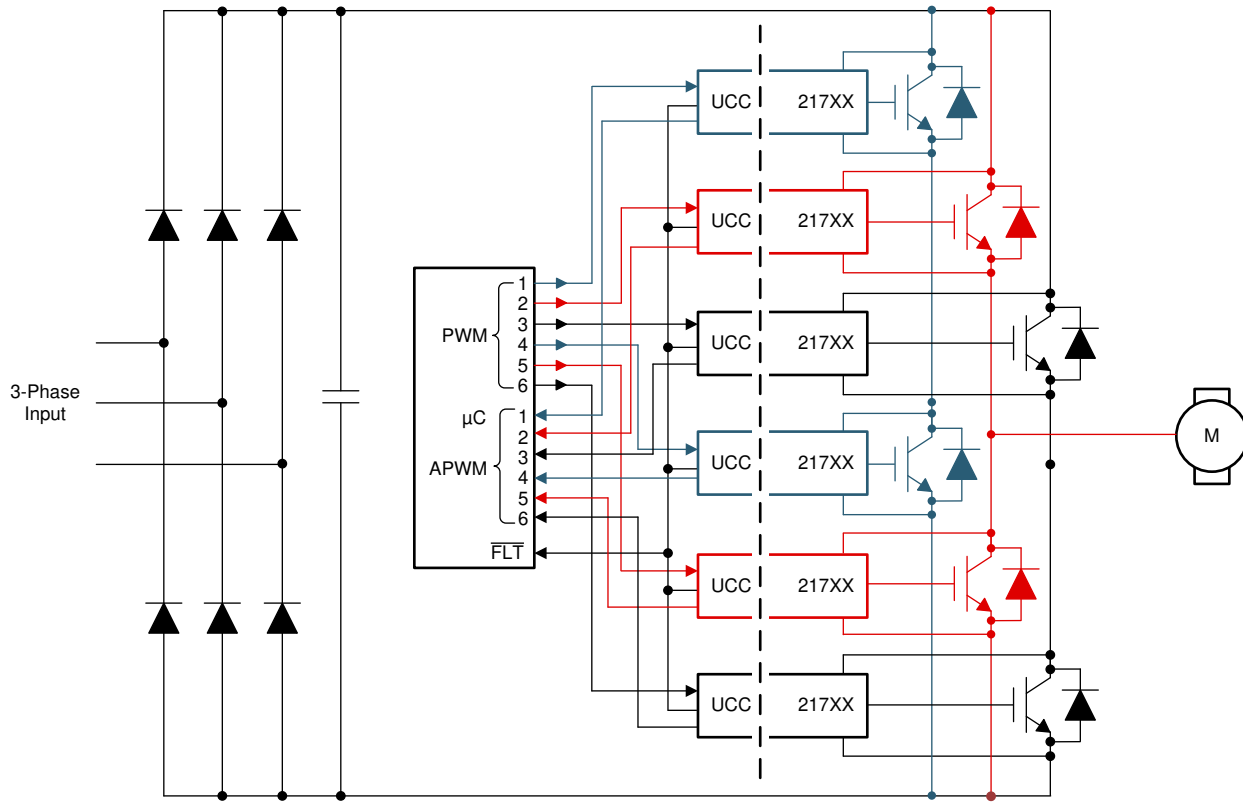 UCC 217XX
UCC 217XX
UCC 217XX
UCC 217XX
UCC 217XX
UCC 217XX
3-Phase
Input
PWM
1
2
3
4
5
6
µC
APWM
1
2
3
4
5
6
FLT
M